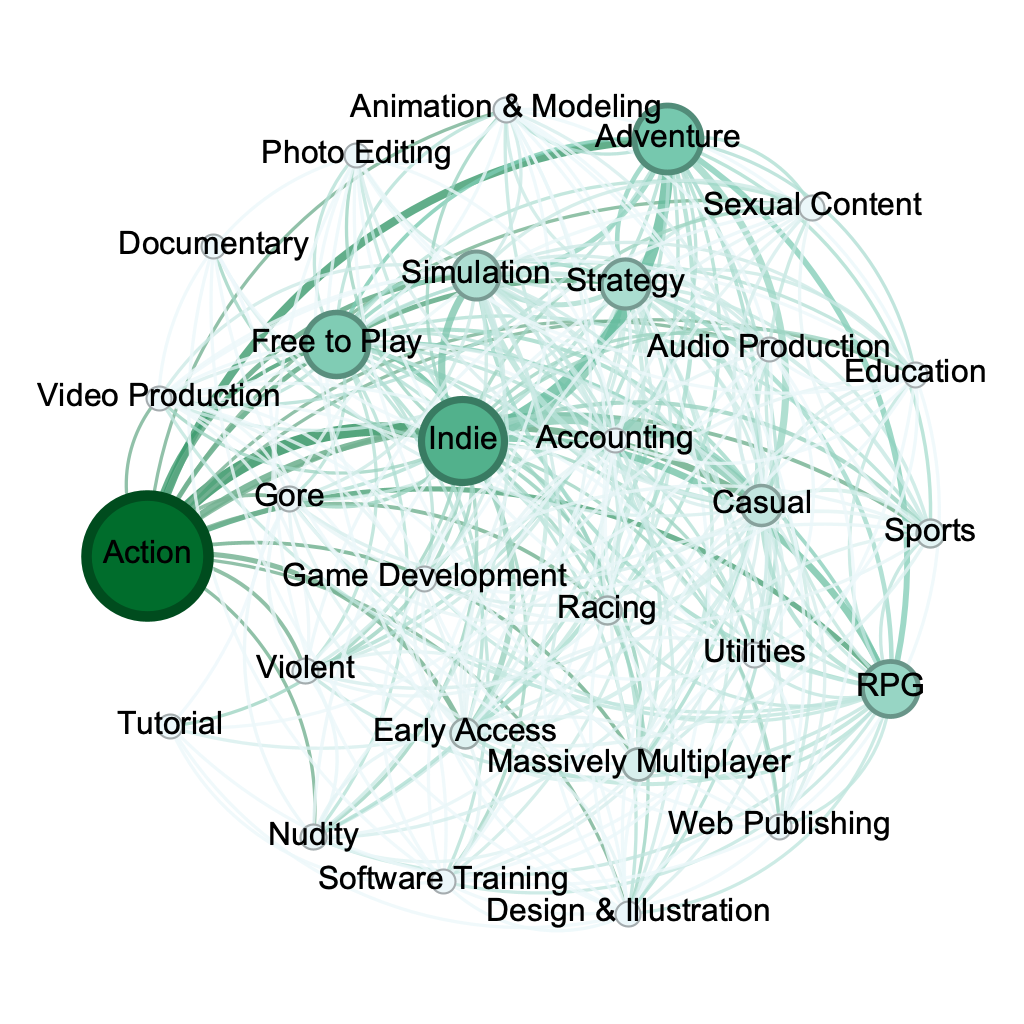 Animation & Modeling
Adventure
Photo Editing
Sexual Content
Documentary
Simulation
Strategy
Free to Play
Audio Production
Education
Video Production
Indie
Accounting
Gore
Casual
Sports
Action
Game Development
Racing
Utilities
Violent
RPG
Tutorial
Early Access
Massively Multiplayer
Web Publishing
Nudity
Software Training
Design & Illustration